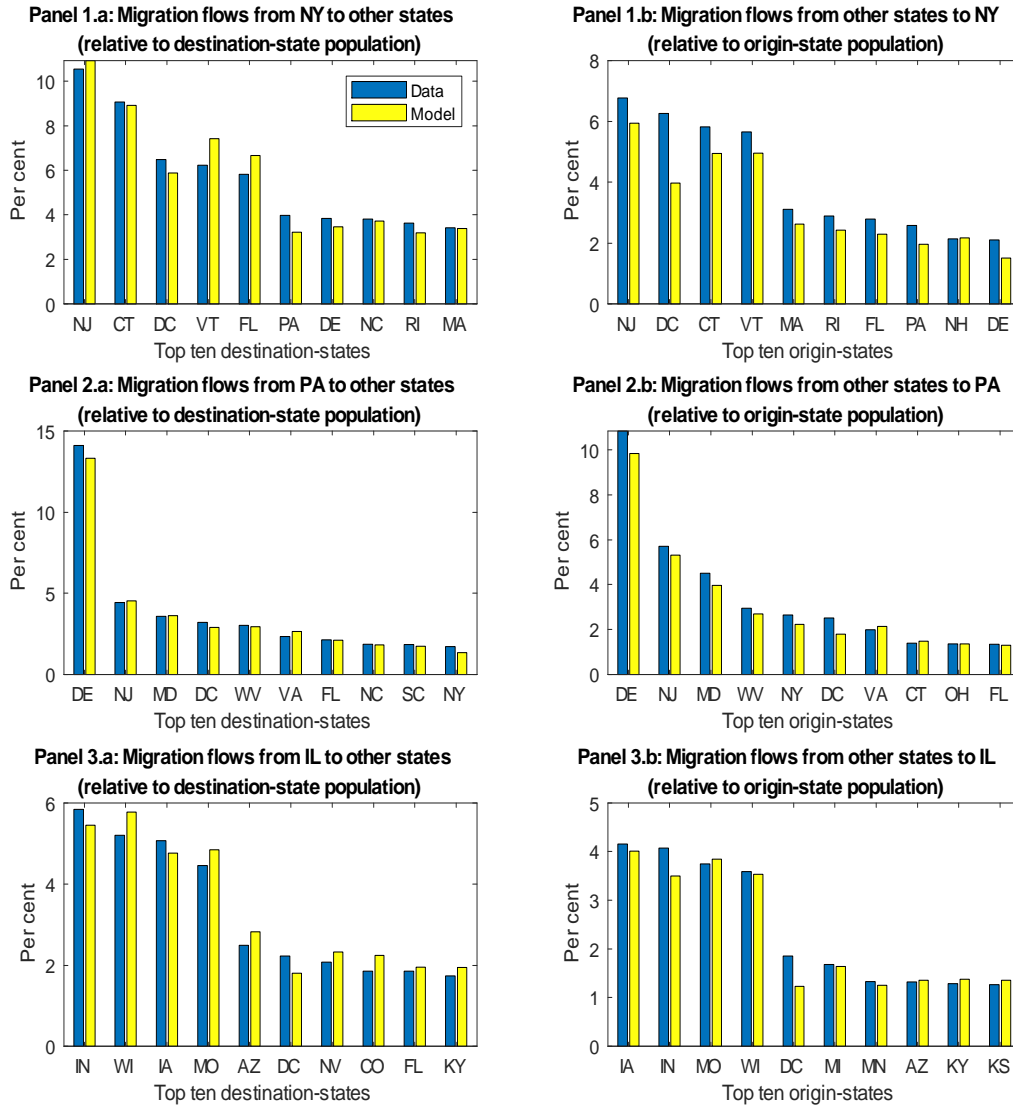 Panel 1.a: Migration flows from NY to other states
(relative to destination-state population)
10
8
6
4
2
0
Per cent
Data
Model
NJ CT DC VT FL PA DE NC RI MA
Top ten destination-states
Panel 1.b: Migration flows from other states to NY
(relative to origin-state population)
8
6
4
2
0
Per cent
NJ DC CT VT MA RI FL PA NH DE
Top ten origin-states
Panel 2.a: Migration flows from PA to other states
(relative to destination-state population)
15
10
5
0
Per cent
DE NJ MD DC WV VA FL NC SC NY
Top ten destination-states
Panel 2.b: Migration flows from other states to PA
(relative to origin-state population)
10
8
6
4
2
0
Per cent
DE NJ MD WV NY DC VA CT OH FL
Top ten origin-states
Panel 3.a: Migration flows from IL to other states
(relative to destination-state population)
6
4
2
0
Per cent
IN WI IA MO AZ DC NV CO FL KY
Top ten destination-states
Panel 3.b: Migration flows from other states to IL
(relative to origin-state population)
5
4
3
2
1
0
Per cent
IA IN MO WI DC MI MN AZ KY KS
Top ten origin-states